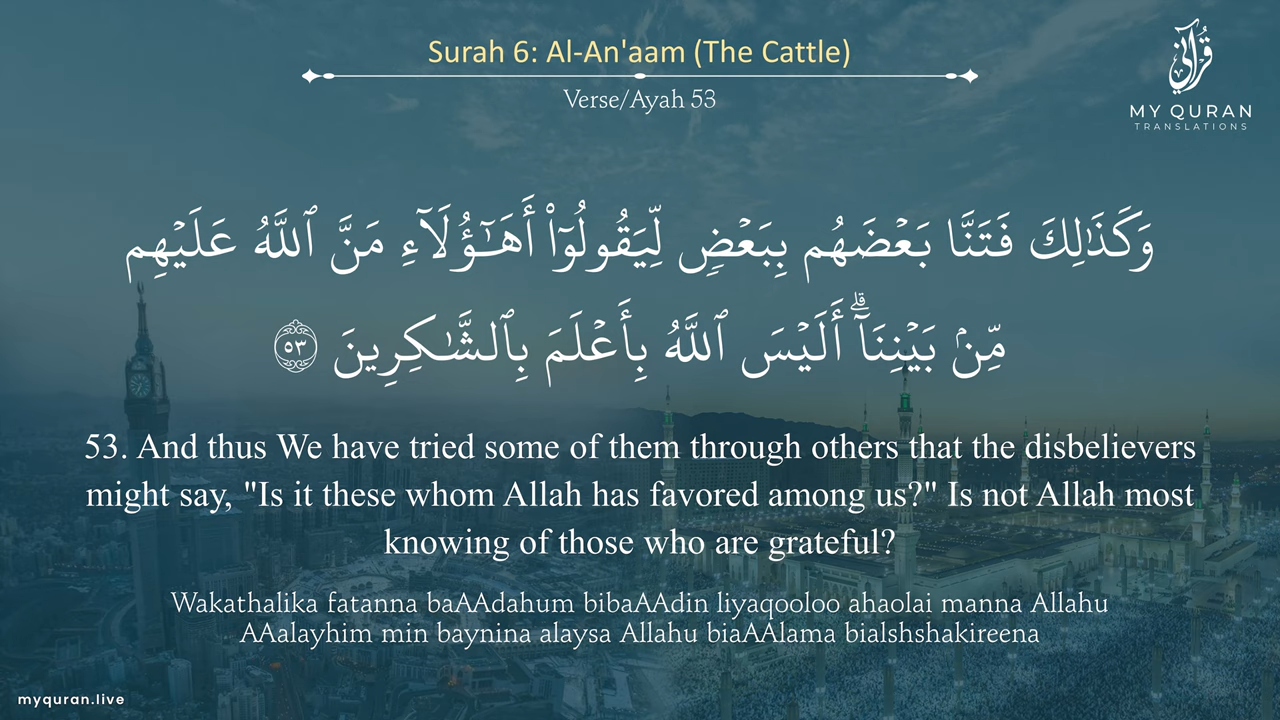 Surah 6: Al-An'aam (The Cattle)
Verse/Ayah 53
قُرْآنِي
MY QURAN
TRANSLATIONS
وَكَذَٰلِكَ فَتَنَّا بَعْضَهُم بِبَعْضٍ لِّيَقُولُوٓا۟ أَهَـٰٓؤُلَآءِ مَنَّ ٱللَّهُ عَلَيْهِم
مِّنۢ بَيْنِنَآ ۗ أَلَيْسَ ٱللَّهُ بِأَعْلَمَ بِٱلشَّـٰكِرِينَ ٥٣
53. And thus We have tried some of them through others that the disbelievers
might say, "Is it these whom Allah has favored among us?" Is not Allah most
knowing of those who are grateful?
Wakathalika fatanna baAAdahum bibaAAdin liyaqooloo ahaolai manna Allahu
AAalayhim min baynina alaysa Allahu biaAAlama bialshshakireena
myquran.live